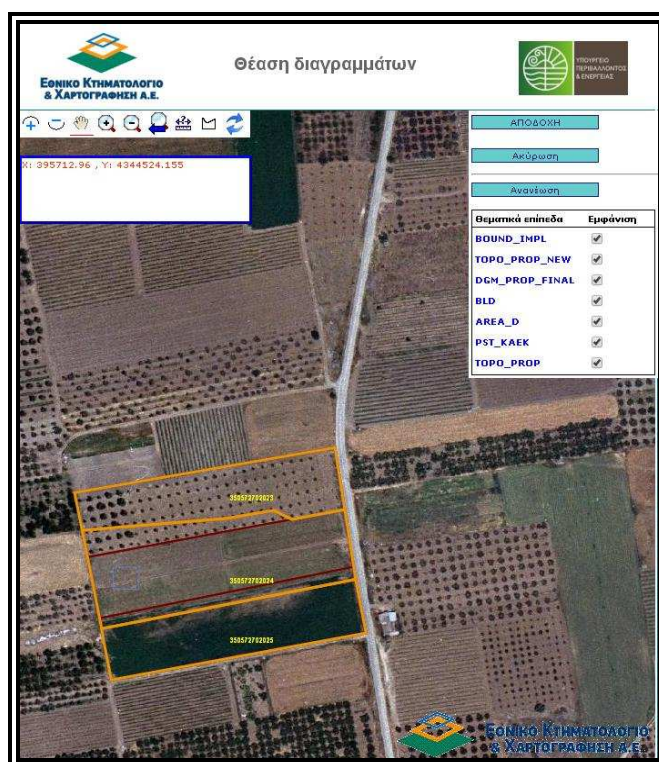 ΕΘΝΙΚΟ ΚΤΗΜΑΤΟΛΟΓΙΟ
& ΧΑΡΤΟΓΡΑΦΗΣΗ Α.Ε.
Θέαση διαγραμμάτων
ΥΠΟΥΡΓΕΙΟ
ΠΕΡΙΒΑΛΛΟΝΤΟΣ
& ΕΝΕΡΓΕΙΑΣ
X: 395712.96 , Y: 4344524.155
ΑΠΟΔΟΧΗ
Ακύρωση
Ανανέωση
Θεματικά επίπεδα Εμφάνιση
BOUND_IMPL
TOPO_PROP_NEW
DGM_PROP_FINAL
BLD
AREA_D
PST_KAEK
TOPO_PROP
350572702023
350572702024
350572702025
ΕΘΝΙΚΟ ΚΤΗΜΑΤΟΛΟΓΙΟ
& ΧΑΡΤΟΓΡΑΦΗΣΗ Α.Ε.